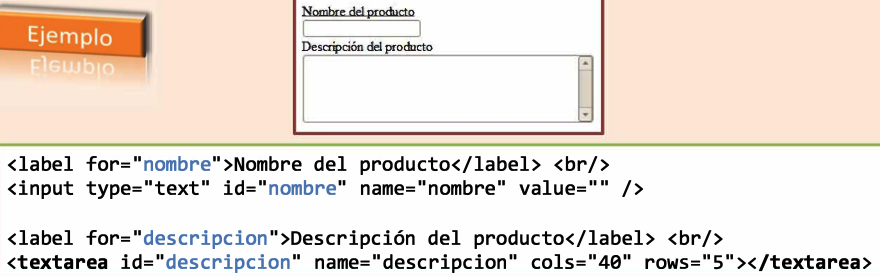 Ejemplo
Nombre del producto
Descripción del producto
<label for="nombre">Nombre del producto</label> <br/>
<input type="text" id="nombre" name="nombre" value="" />
<label for="descripcion">Descripción del producto</label> <br/>
<textarea id="descripcion" name="descripcion" cols="40" rows="5"></textarea>